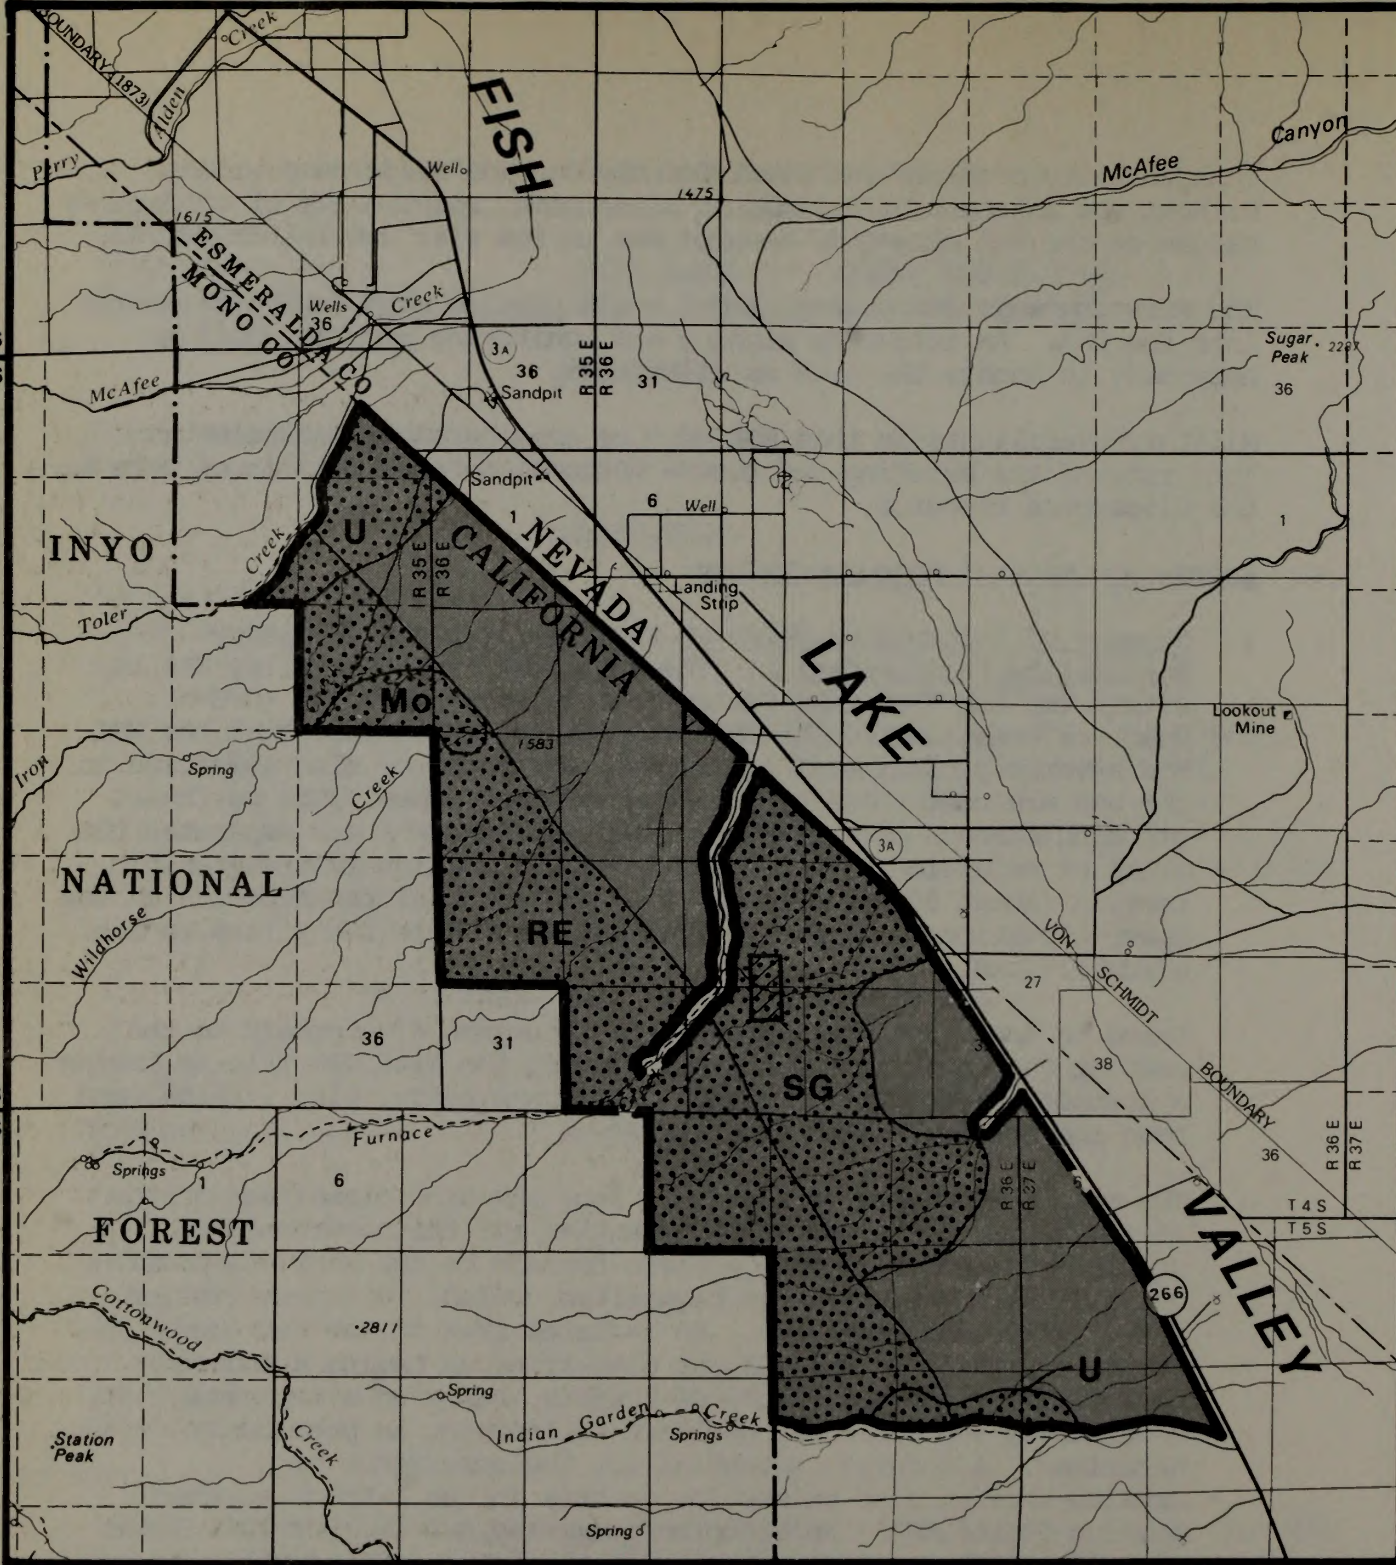 BOUNDARY (1873)
Creek
Alden
Perry
FISH
Well
Canyon
McAfee
1475
1615
ESMERALDA CO
MONO CO
Wells
36
Creek
McAfee
3A
36
Sandpit
R 35 E
R 36 E
31
Sugar
Peak
2287
36
Sandpit
1
6
Well
1
INYO
U
Creek
R 35 E
R 36 E
NEVADA
CALIFORNIA
Landing
Strip
Toler
LAKE
Mo
1583
Lookout
Mine
Iron
Spring
Creek
3A
NATIONAL
Wildhorse
RE
VON
SCHMIDT
BOUNDARY
27
36
31
38
SG
Furnace
Springs
1
6
36
R 36 E
R 37 E
R 36 E
R 37 E
6
T 4 S
T 5 S
FOREST
VALLEY
Cottonwood
266
2811
U
Spring
Indian Garden Creek
Springs
Station
Peak
Creek
Spring